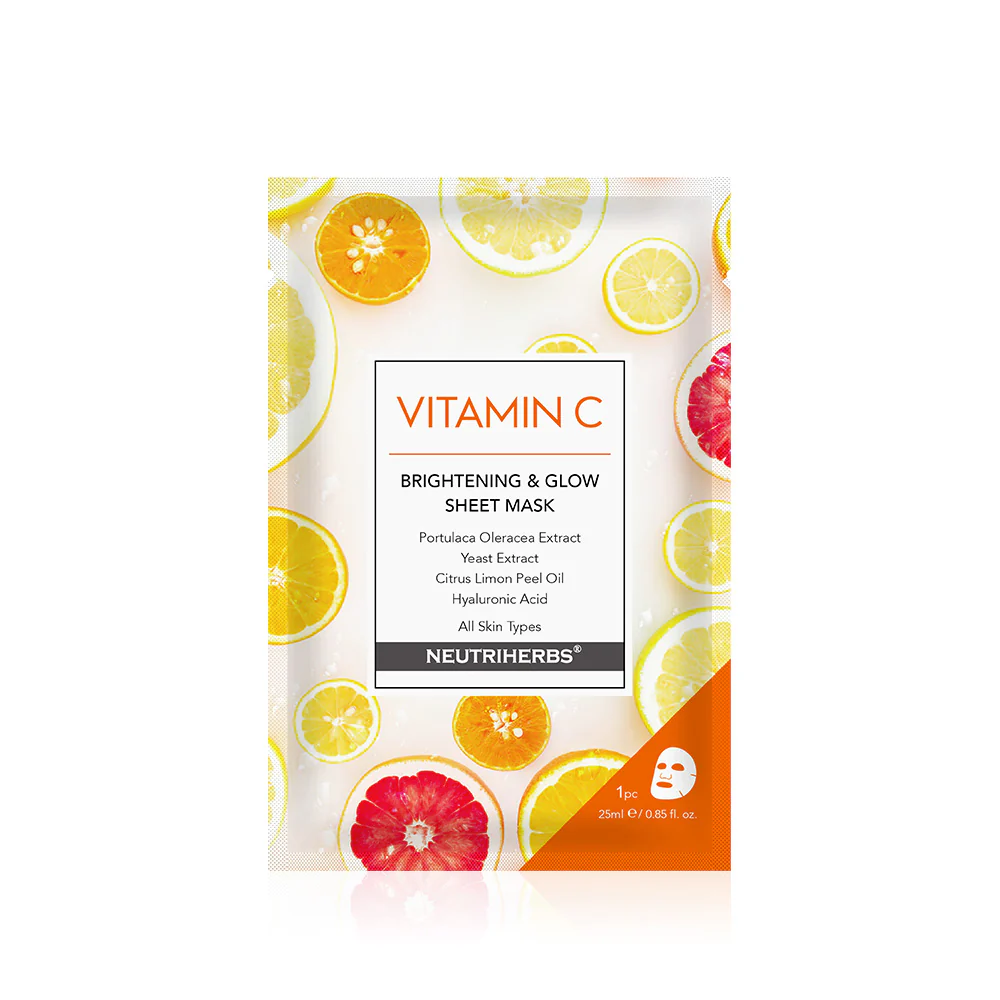 VITAMIN C
BRIGHTENING & GLOW
SHEET MASK
Portulaca Oleracea Extract
Yeast Extract
Citrus Limon Peel Oil
Hyaluronic Acid
All Skin Types
NEUTRIHERBS®
1pc
25ml ℮/ 0.85 fl. oz.